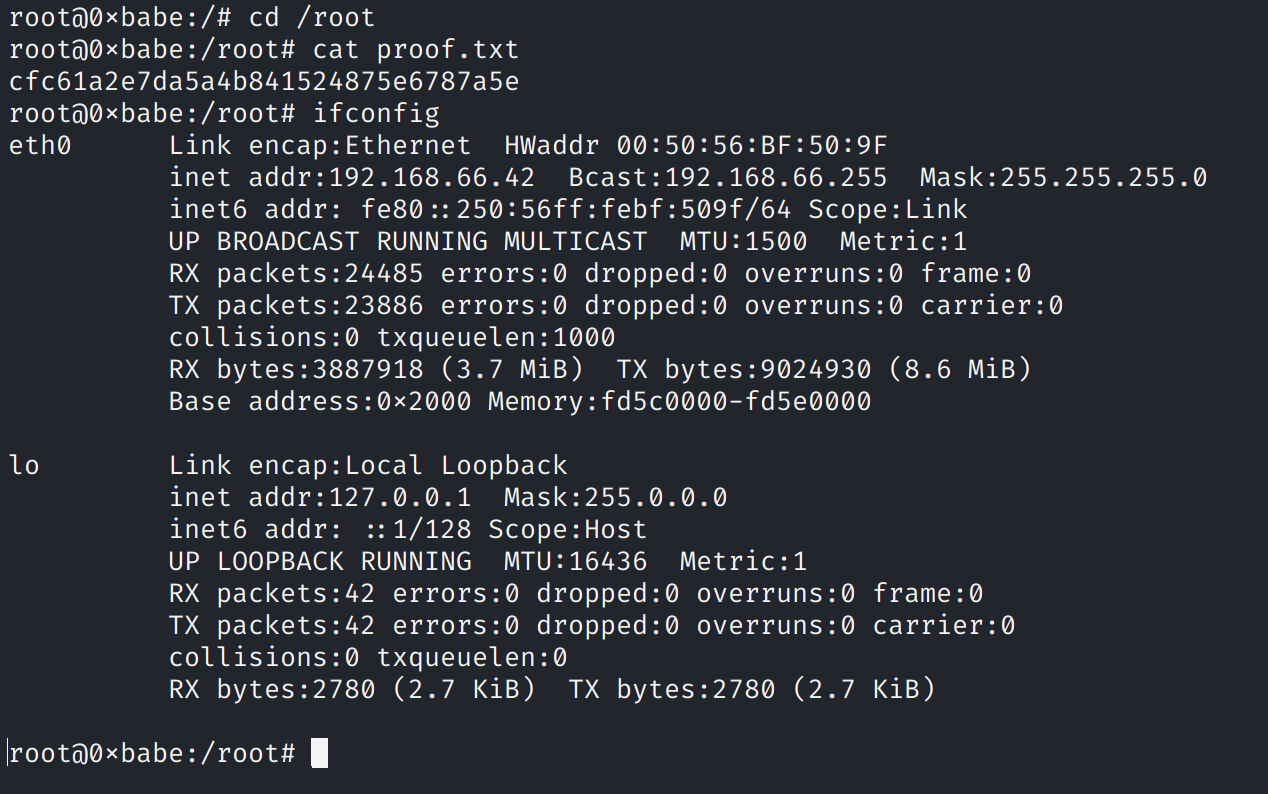 root@0×babe:/# cd /root
root@0×babe:/root# cat proof.txt
cfc61a2e7da5a4b841524875e6787a5e
root@0×babe:/root# ifconfig
eth0      Link encap:Ethernet  HWaddr 00:50:56:BF:50:9F
          inet addr:192.168.66.42  Bcast:192.168.66.255  Mask:255.255.255.0
          inet6 addr: fe80::250:56ff:febf:509f/64 Scope:Link
          UP BROADCAST RUNNING MULTICAST  MTU:1500  Metric:1
          RX packets:24485 errors:0 dropped:0 overruns:0 frame:0
          TX packets:23886 errors:0 dropped:0 overruns:0 carrier:0
          collisions:0 txqueuelen:1000
          RX bytes:3887918 (3.7 MiB)  TX bytes:9024930 (8.6 MiB)
          Base address:0×2000 Memory:fd5c0000-fd5e0000

lo        Link encap:Local Loopback
          inet addr:127.0.0.1  Mask:255.0.0.0
          inet6 addr: ::1/128 Scope:Host
          UP LOOPBACK RUNNING  MTU:16436  Metric:1
          RX packets:42 errors:0 dropped:0 overruns:0 frame:0
          TX packets:42 errors:0 dropped:0 overruns:0 carrier:0
          collisions:0 txqueuelen:0
          RX bytes:2780 (2.7 KiB)  TX bytes:2780 (2.7 KiB)

root@0×babe:/root#